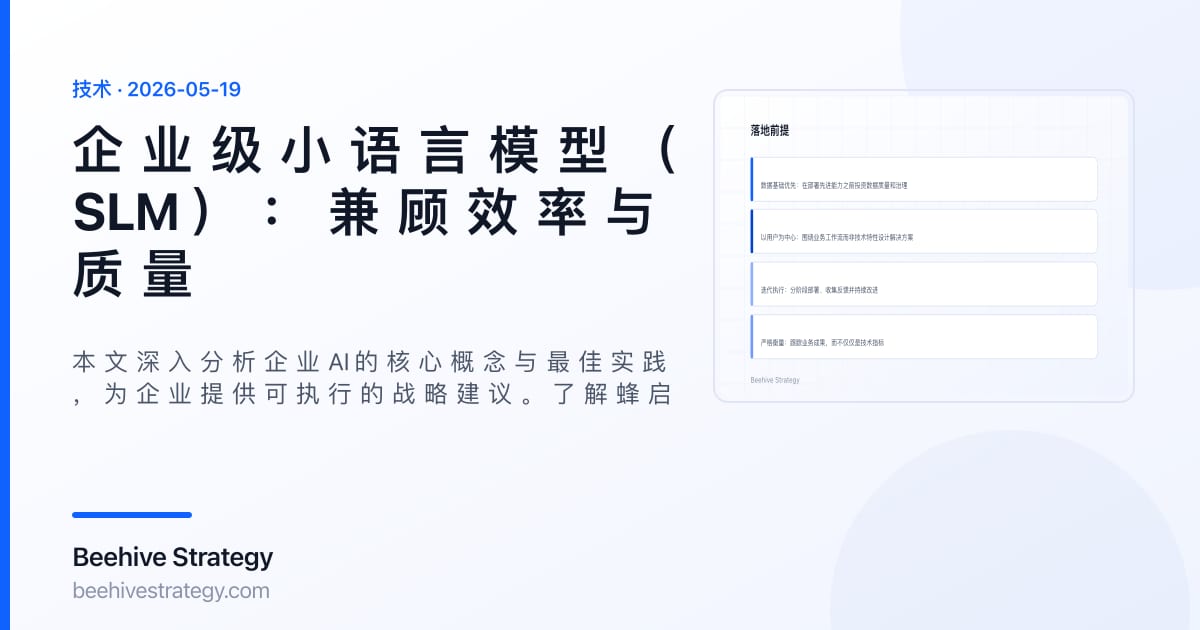 技术 · 2026-05-19
企业级小语言模型（
SLM）：兼顾效率与
质量
本文深入分析企业AI的核心概念与最佳实践
，为企业提供可执行的战略建议。了解蜂启
Beehive Strategy
beehivestrategy.com
落地前提
数据基础优先：在部署先进能力之前投资数据质量和治理
以用户为中心：围绕业务工作流而非技术特性设计解决方案
迭代执行：分阶段部署、收集反馈并持续改进
严格衡量：跟踪业务成果，而不仅仅是技术指标
Beehive Strategy